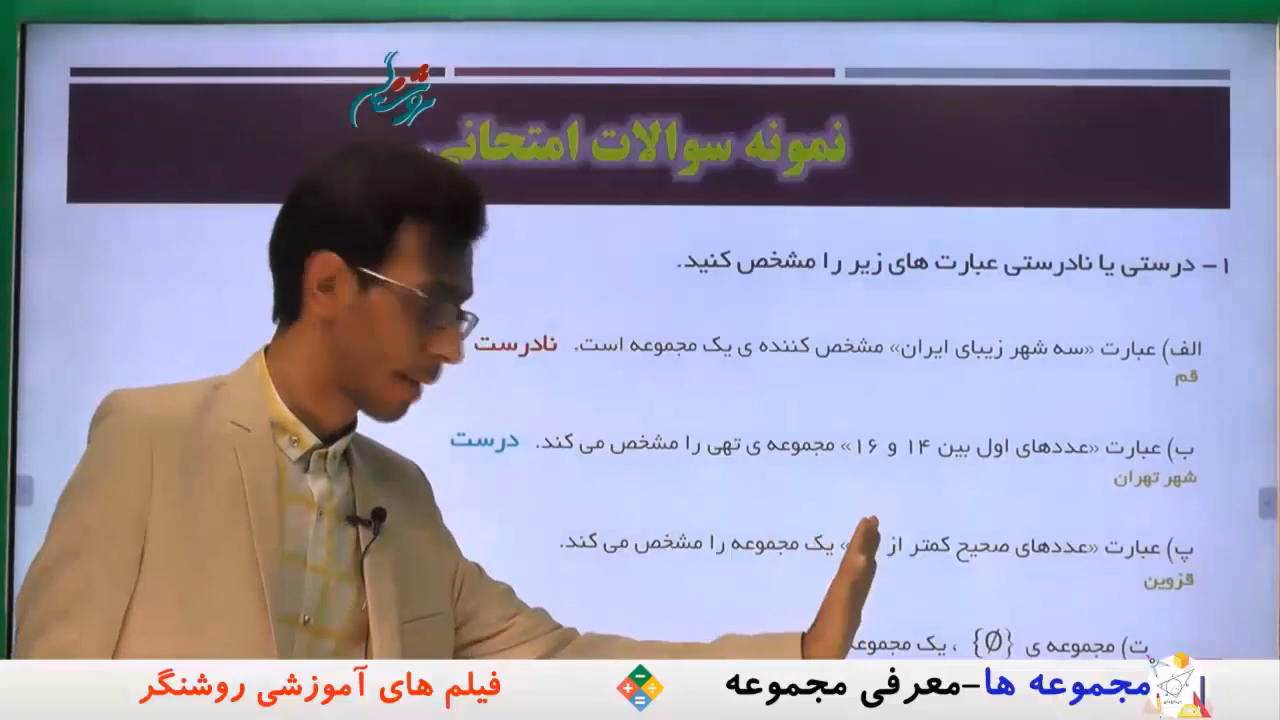 روشنگر
نمونه سوالات امتحانی
۱- درستی یا نادرستی عبارت های زیر را مشخص کنید.
الف) عبارت «سه شهر زیبای ایران» مشخص کننده ی یک مجموعه است. نادرست
قم
ب) عبارت «عددهای اول بین ۱۴ و ۱۶» مجموعه ی تهی را مشخص می کند. درست
شهر تهران
پ) عبارت «عددهای صحیح کمتر از » یک مجموعه را مشخص می کند.
قزوین
ت) مجموعه ی {Ø} ، یک
مجموعه ها-معرفی مجموعه
فیلم های آموزشی روشنگر